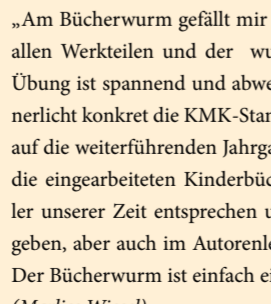 „Am Bücherwurm gefällt mir
allen Werkteilen und der wu
Übung ist spannend und abwe
nerlicht konkret die KMK-Stan
auf die weiterführenden Jahrga
die eingearbeiteten Kinderbüc
ler unserer Zeit entsprechen u
geben, aber auch im Autorenle
Der Bücherwurm ist einfach ei